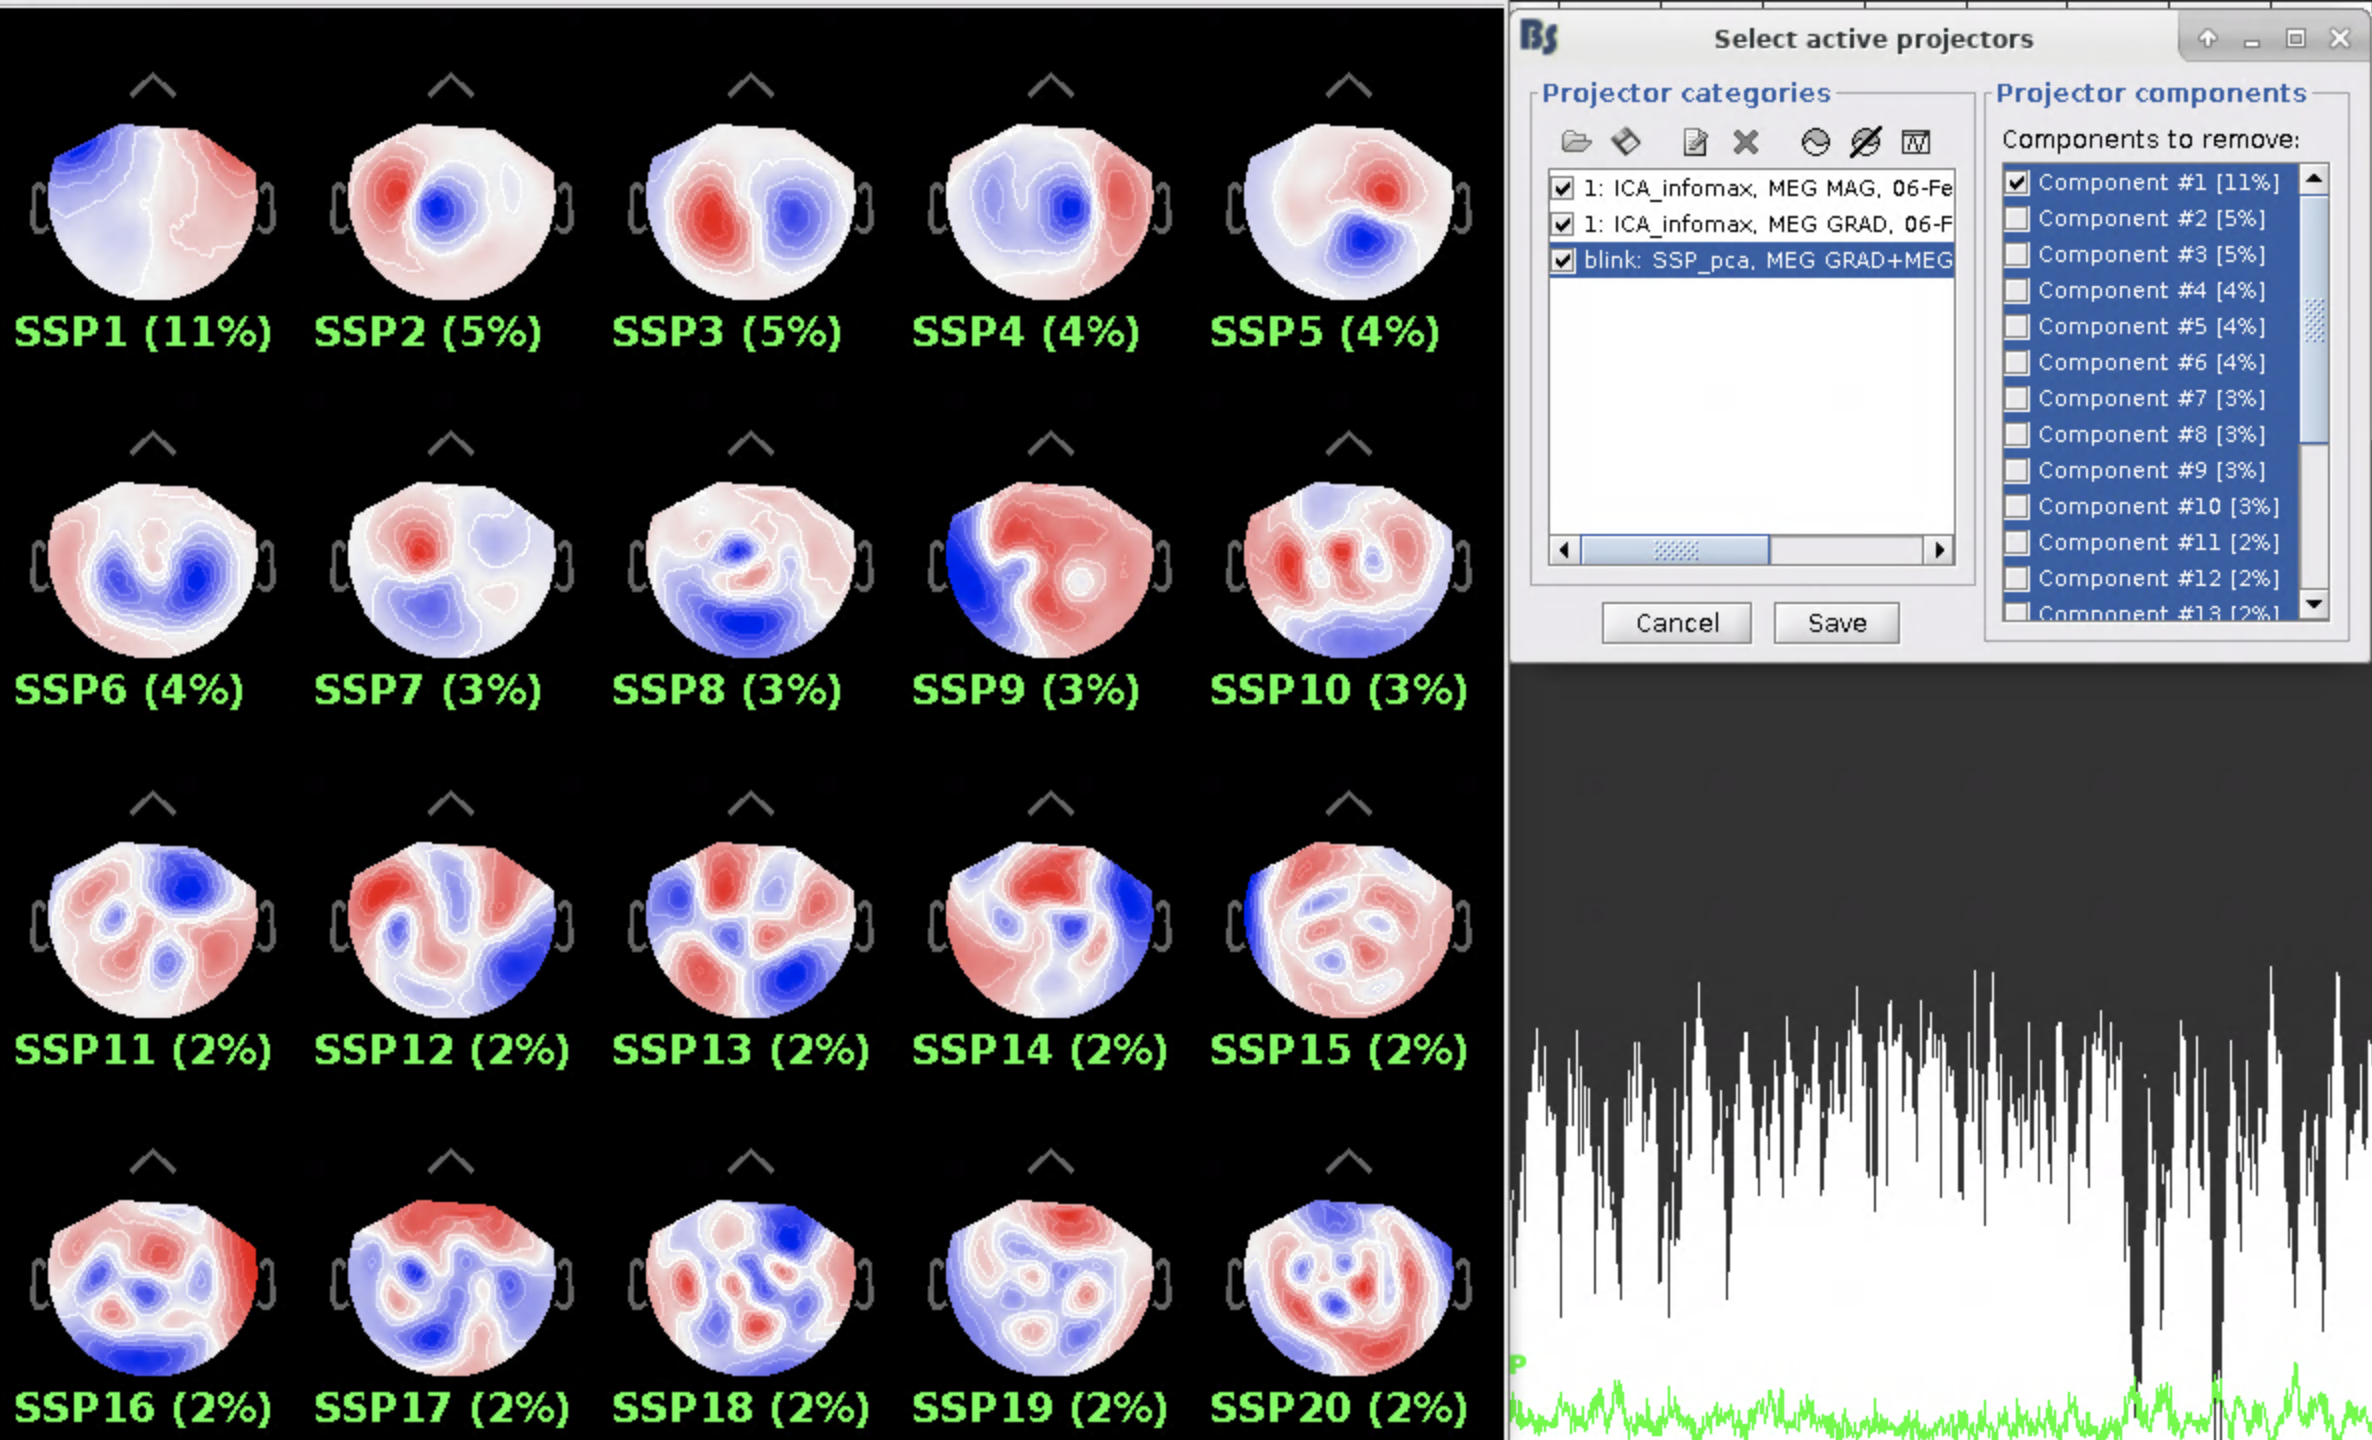 SSP1 (11%) SSP2 (5%) SSP3 (5%) SSP4 (4%) SSP5 (4%)
SSP6 (4%) SSP7 (3%) SSP8 (3%) SSP9 (3%) SSP10 (3%)
SSP11 (2%) SSP12 (2%) SSP13 (2%) SSP14 (2%) SSP15 (2%)
SSP16 (2%) SSP17 (2%) SSP18 (2%) SSP19 (2%) SSP20 (2%)
Bs Select active projectors
Projector categories
1: ICA_infomax, MEG MAG, 06-Fe
1: ICA_infomax, MEG GRAD, 06-F
blink: SSP_pca, MEG GRAD+MEG
Cancel Save
Projector components
Components to remove:
Component #1 [11%]
Component #2 [5%]
Component #3 [5%]
Component #4 [4%]
Component #5 [4%]
Component #6 [4%]
Component #7 [3%]
Component #8 [3%]
Component #9 [3%]
Component #10 [3%]
Component #11 [2%]
Component #12 [2%]
Component #13 [2%]
P